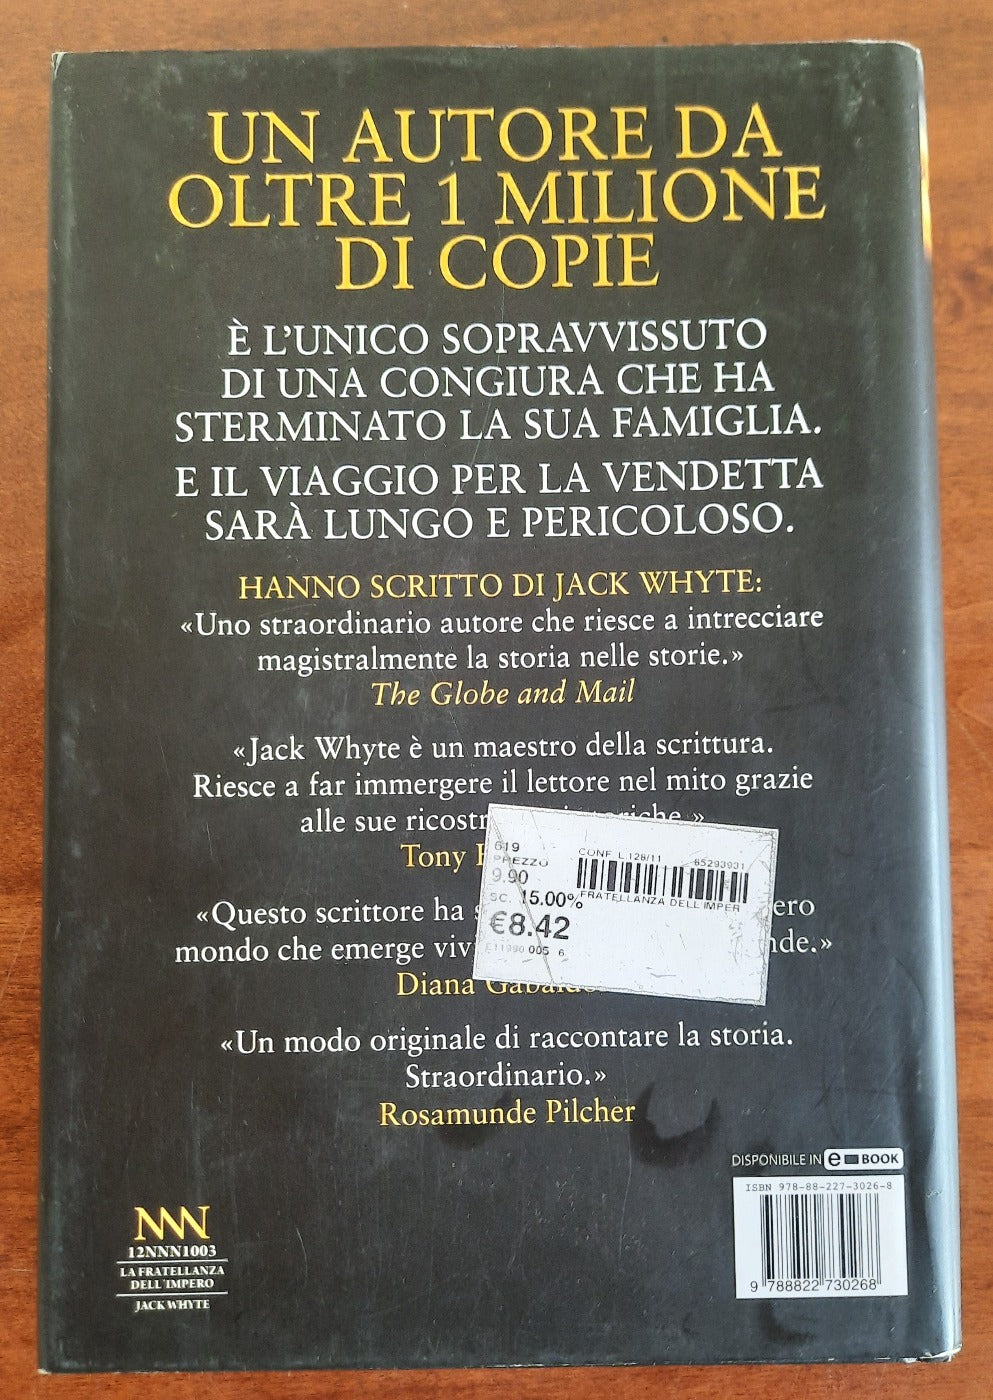 UN AUTORE DA
OLTRE 1 MILIONE
DI COPIE
È L'UNICO SOPRAVVISSUTO
DI UNA CONGIURA CHE HA
STERMINATO LA SUA FAMIGLIA.
E IL VIAGGIO PER LA VENDETTA
SARÀ LUNGO E PERICOLOSO.
HANNO SCRITTO DI JACK WHYTE:
«Uno straordinario autore che riesce a intrecciare
magistralmente la storia nelle storie.»
The Globe and Mail
«Jack Whyte è un maestro della scrittura.
Riesce a far immergere il lettore nel mito grazie
alle sue
Tony
«Questo scrittore ha
mondo che emerge
Diana
619
PREZZO
9.90
SC. 15.00%
€8.42
CONF L.128/11 65293931
FRATELLANZA DELL'IMPER
«Un modo originale di raccontare la storia.
Straordinario.»
Rosamunde Pilcher
DISPONIBILE IN e-BOOK
ISBN 978-88-227-3026-8
9 788822 730268
NNN
12NNN1003
LA FRATELLANZA
DELL'IMPERO
JACK WHYTE